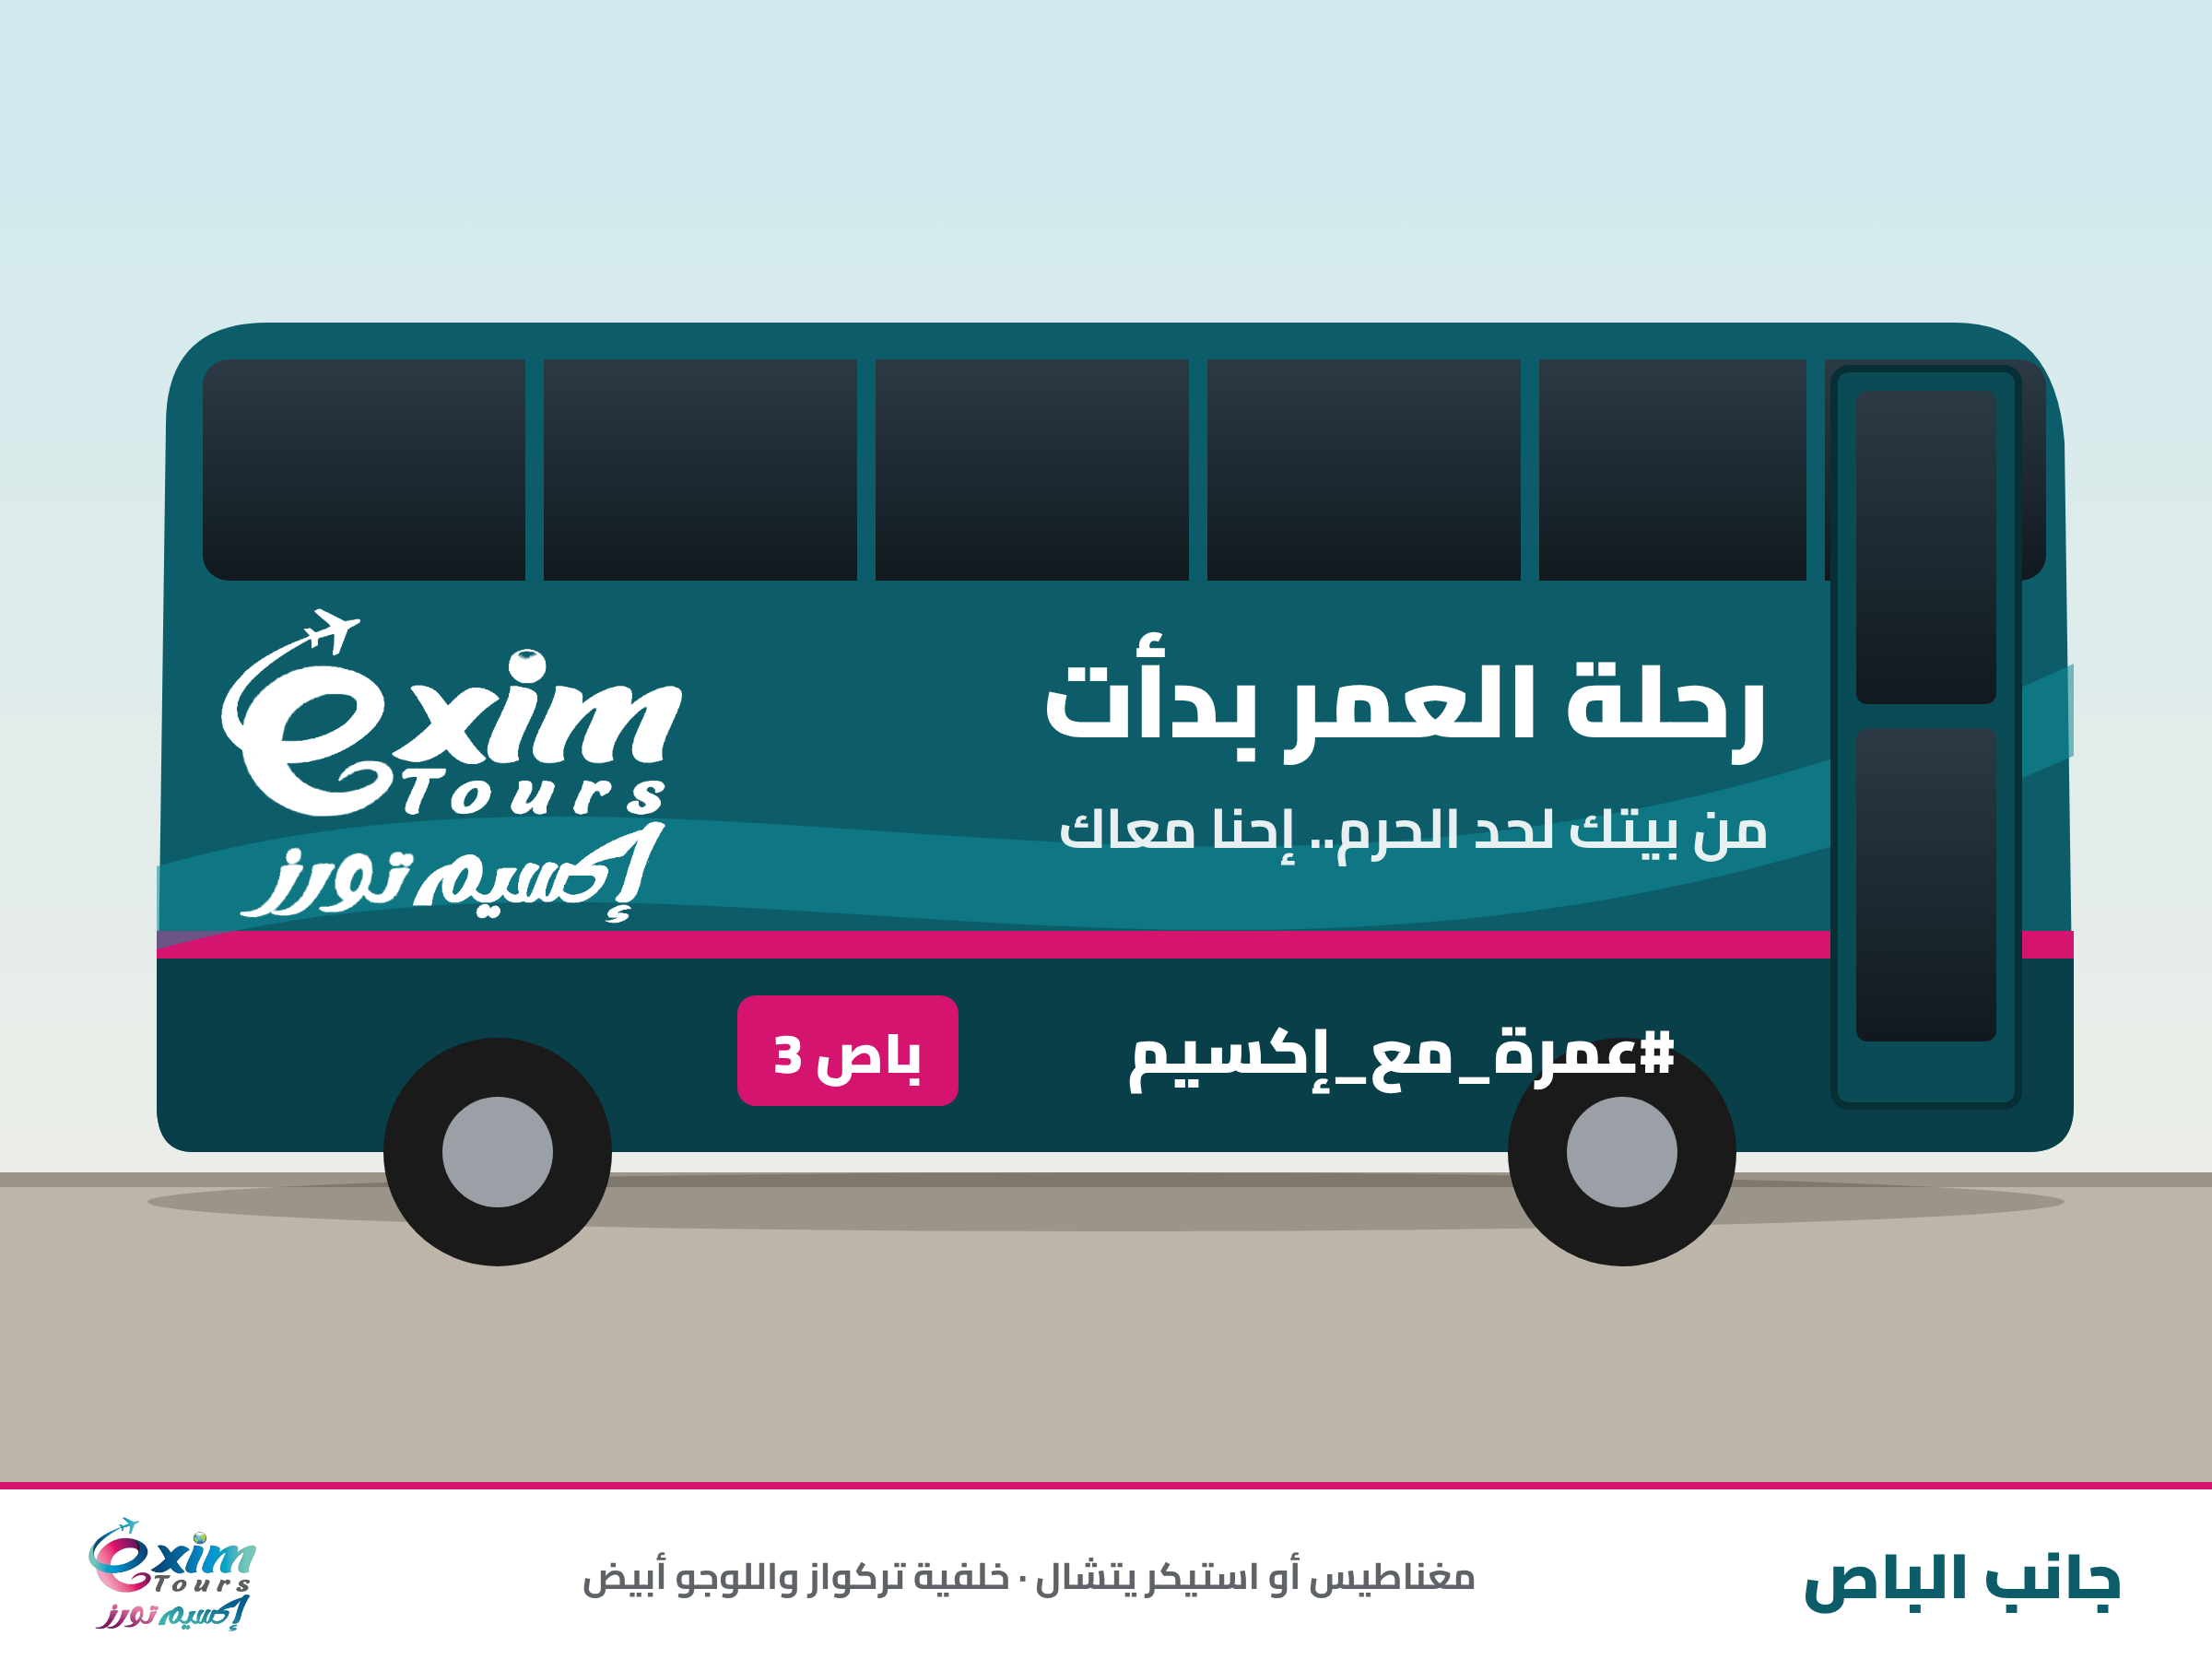 رحلة العمر بدأت
من بيتك لحد الحرم.. إحنا معاك
exim
Tours
إكسيم تورز
#عمرة_مع_إكسيم
باص 3
جانب الباص
مغناطيس أو استيكر يتشال · خلفية تركواز واللوجو أبيض
exim
Tours
إكسيم تورز